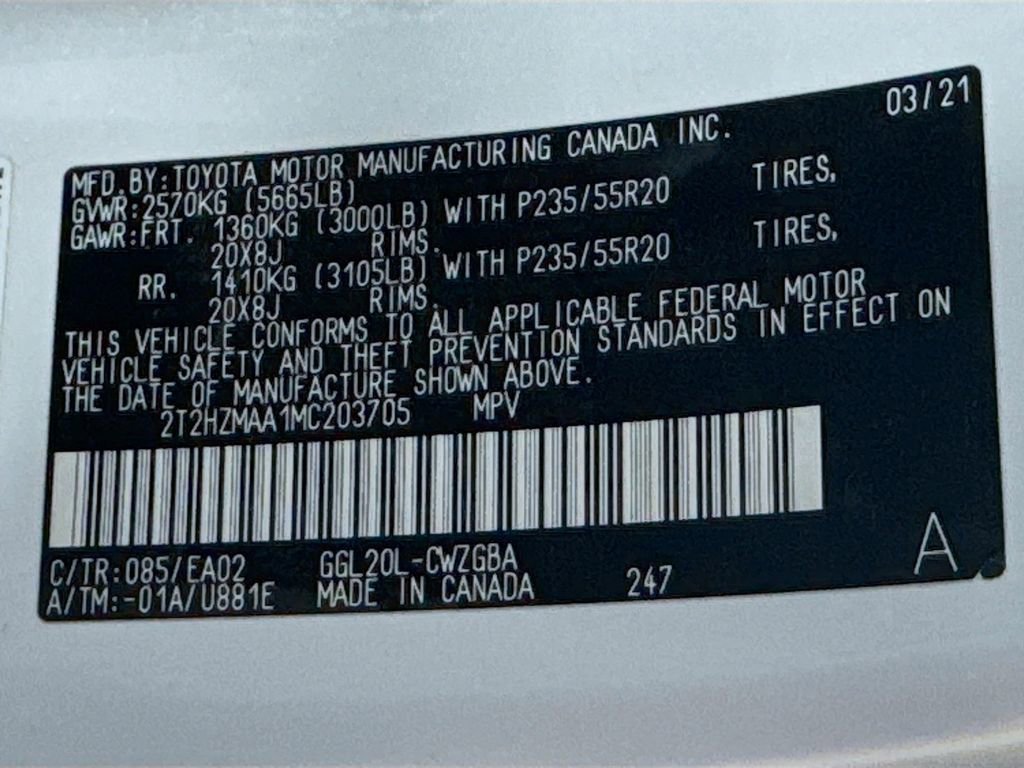 03/21
MFD. BY: TOYOTA MOTOR MANUFACTURING CANADA INC.
GVWR: 2570KG (5665LB)
GAWR: FRT. 1360KG (3000LB) WITH P235/55R20 TIRES,
20X8J RIMS.
RR. 1410KG (3105LB) WITH P235/55R20 TIRES,
20X8J RIMS.
THIS VEHICLE CONFORMS TO ALL APPLICABLE FEDERAL MOTOR
VEHICLE SAFETY AND THEFT PREVENTION STANDARDS IN EFFECT ON
THE DATE OF MANUFACTURE SHOWN ABOVE.
2T2HZMAA1MC203705 MPV
C/TR: 085/EA02 GGL20L-CWZGBA
A/TM: -01A/U881E MADE IN CANADA 247
A